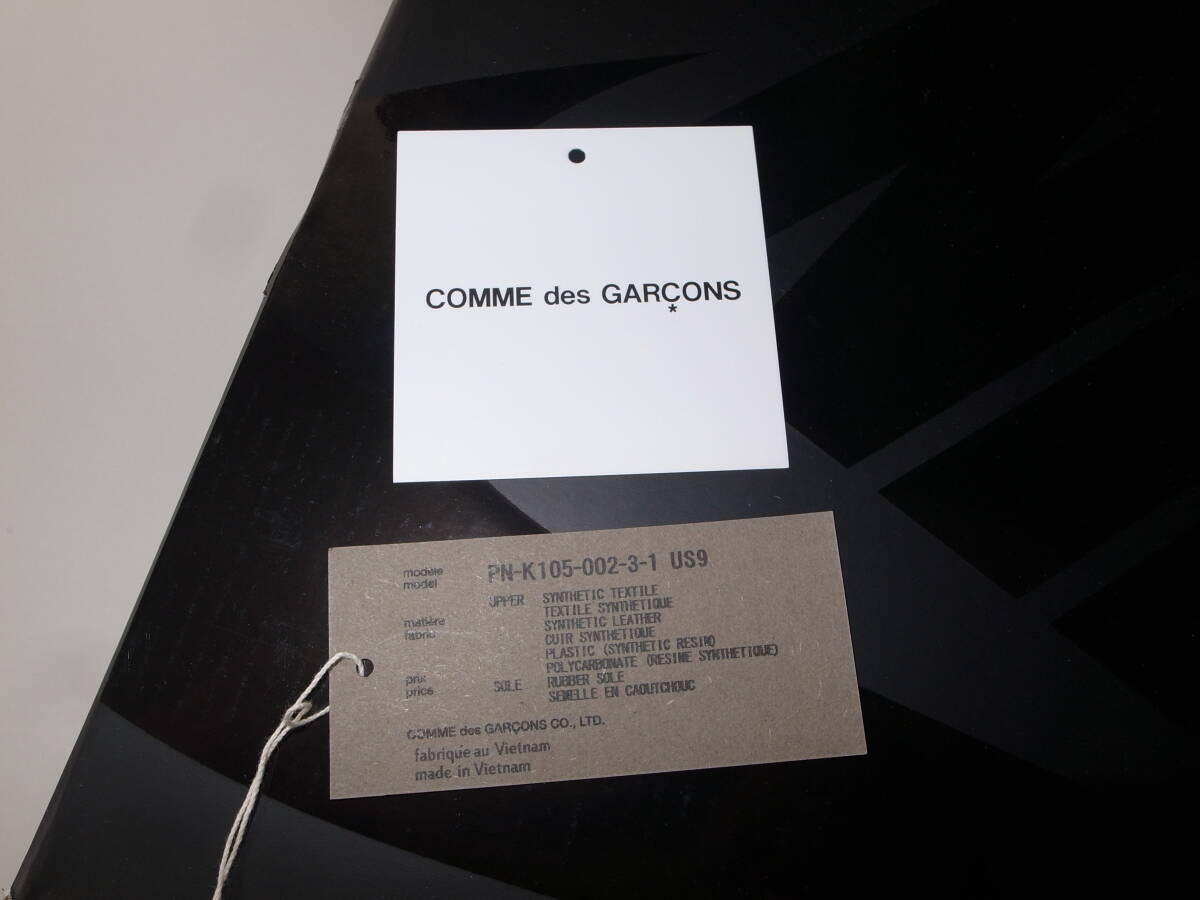 COMME des GARÇONS
*
modèle PN-K105-002-3-1 US9
model
UPPER SYNTHETIC TEXTILE
TEXTILE SYNTHETIQUE
matière SYNTHETIC LEATHER
fabric CUIR SYNTHETIQUE
PLASTIC (SYNTHETIC RESIN)
POLYCARBONATE (RESINE SYNTHETIQUE)
prix SOLE RUBBER SOLE
price SEMELLE EN CAOUTCHOUC
COMME des GARÇONS CO., LTD.
fabrique au Vietnam
made in Vietnam